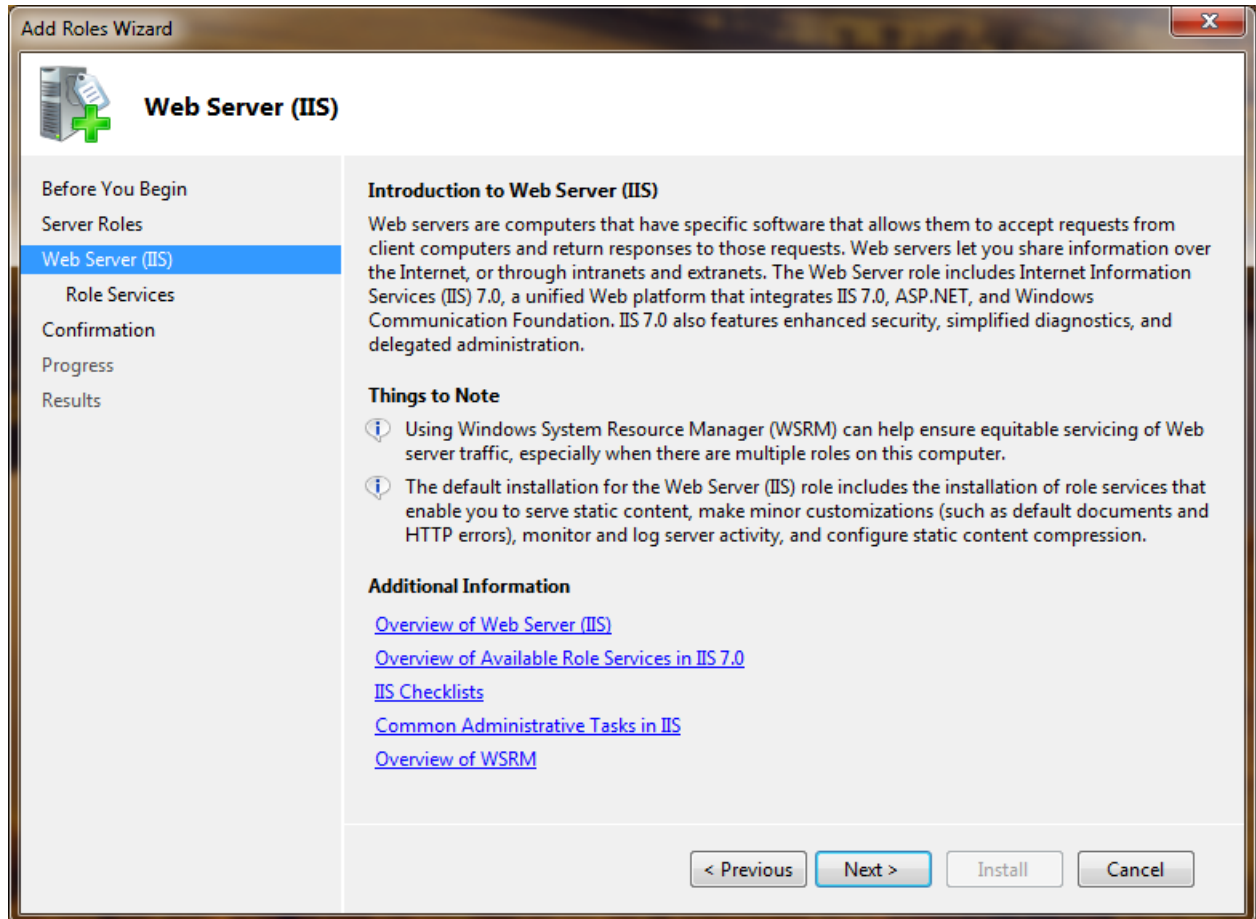 Add Roles Wizard
Web Server (IIS)
Before You Begin
Server Roles
Web Server (IIS)
Role Services
Confirmation
Progress
Results
Introduction to Web Server (IIS)
Web servers are computers that have specific software that allows them to accept requests from
client computers and return responses to those requests. Web servers let you share information over
the Internet, or through intranets and extranets. The Web Server role includes Internet Information
Services (IIS) 7.0, a unified Web platform that integrates IIS 7.0, ASP.NET, and Windows
Communication Foundation. IIS 7.0 also features enhanced security, simplified diagnostics, and
delegated administration.
Things to Note
Using Windows System Resource Manager (WSRM) can help ensure equitable servicing of Web
server traffic, especially when there are multiple roles on this computer.
The default installation for the Web Server (IIS) role includes the installation of role services that
enable you to serve static content, make minor customizations (such as default documents and
HTTP errors), monitor and log server activity, and configure static content compression.
Additional Information
Overview of Web Server (IIS)
Overview of Available Role Services in IIS 7.0
IIS Checklists
Common Administrative Tasks in IIS
Overview of WSRM
< Previous Next > Install Cancel